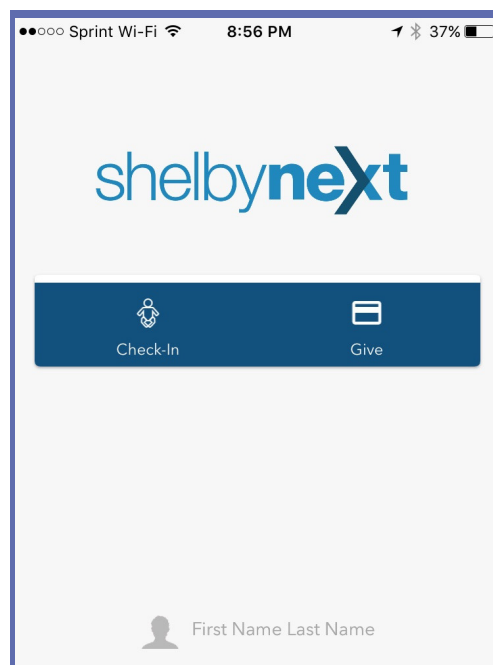 Sprint Wi-Fi 8:56 PM 37%
shelbynext
Check-In Give
First Name Last Name